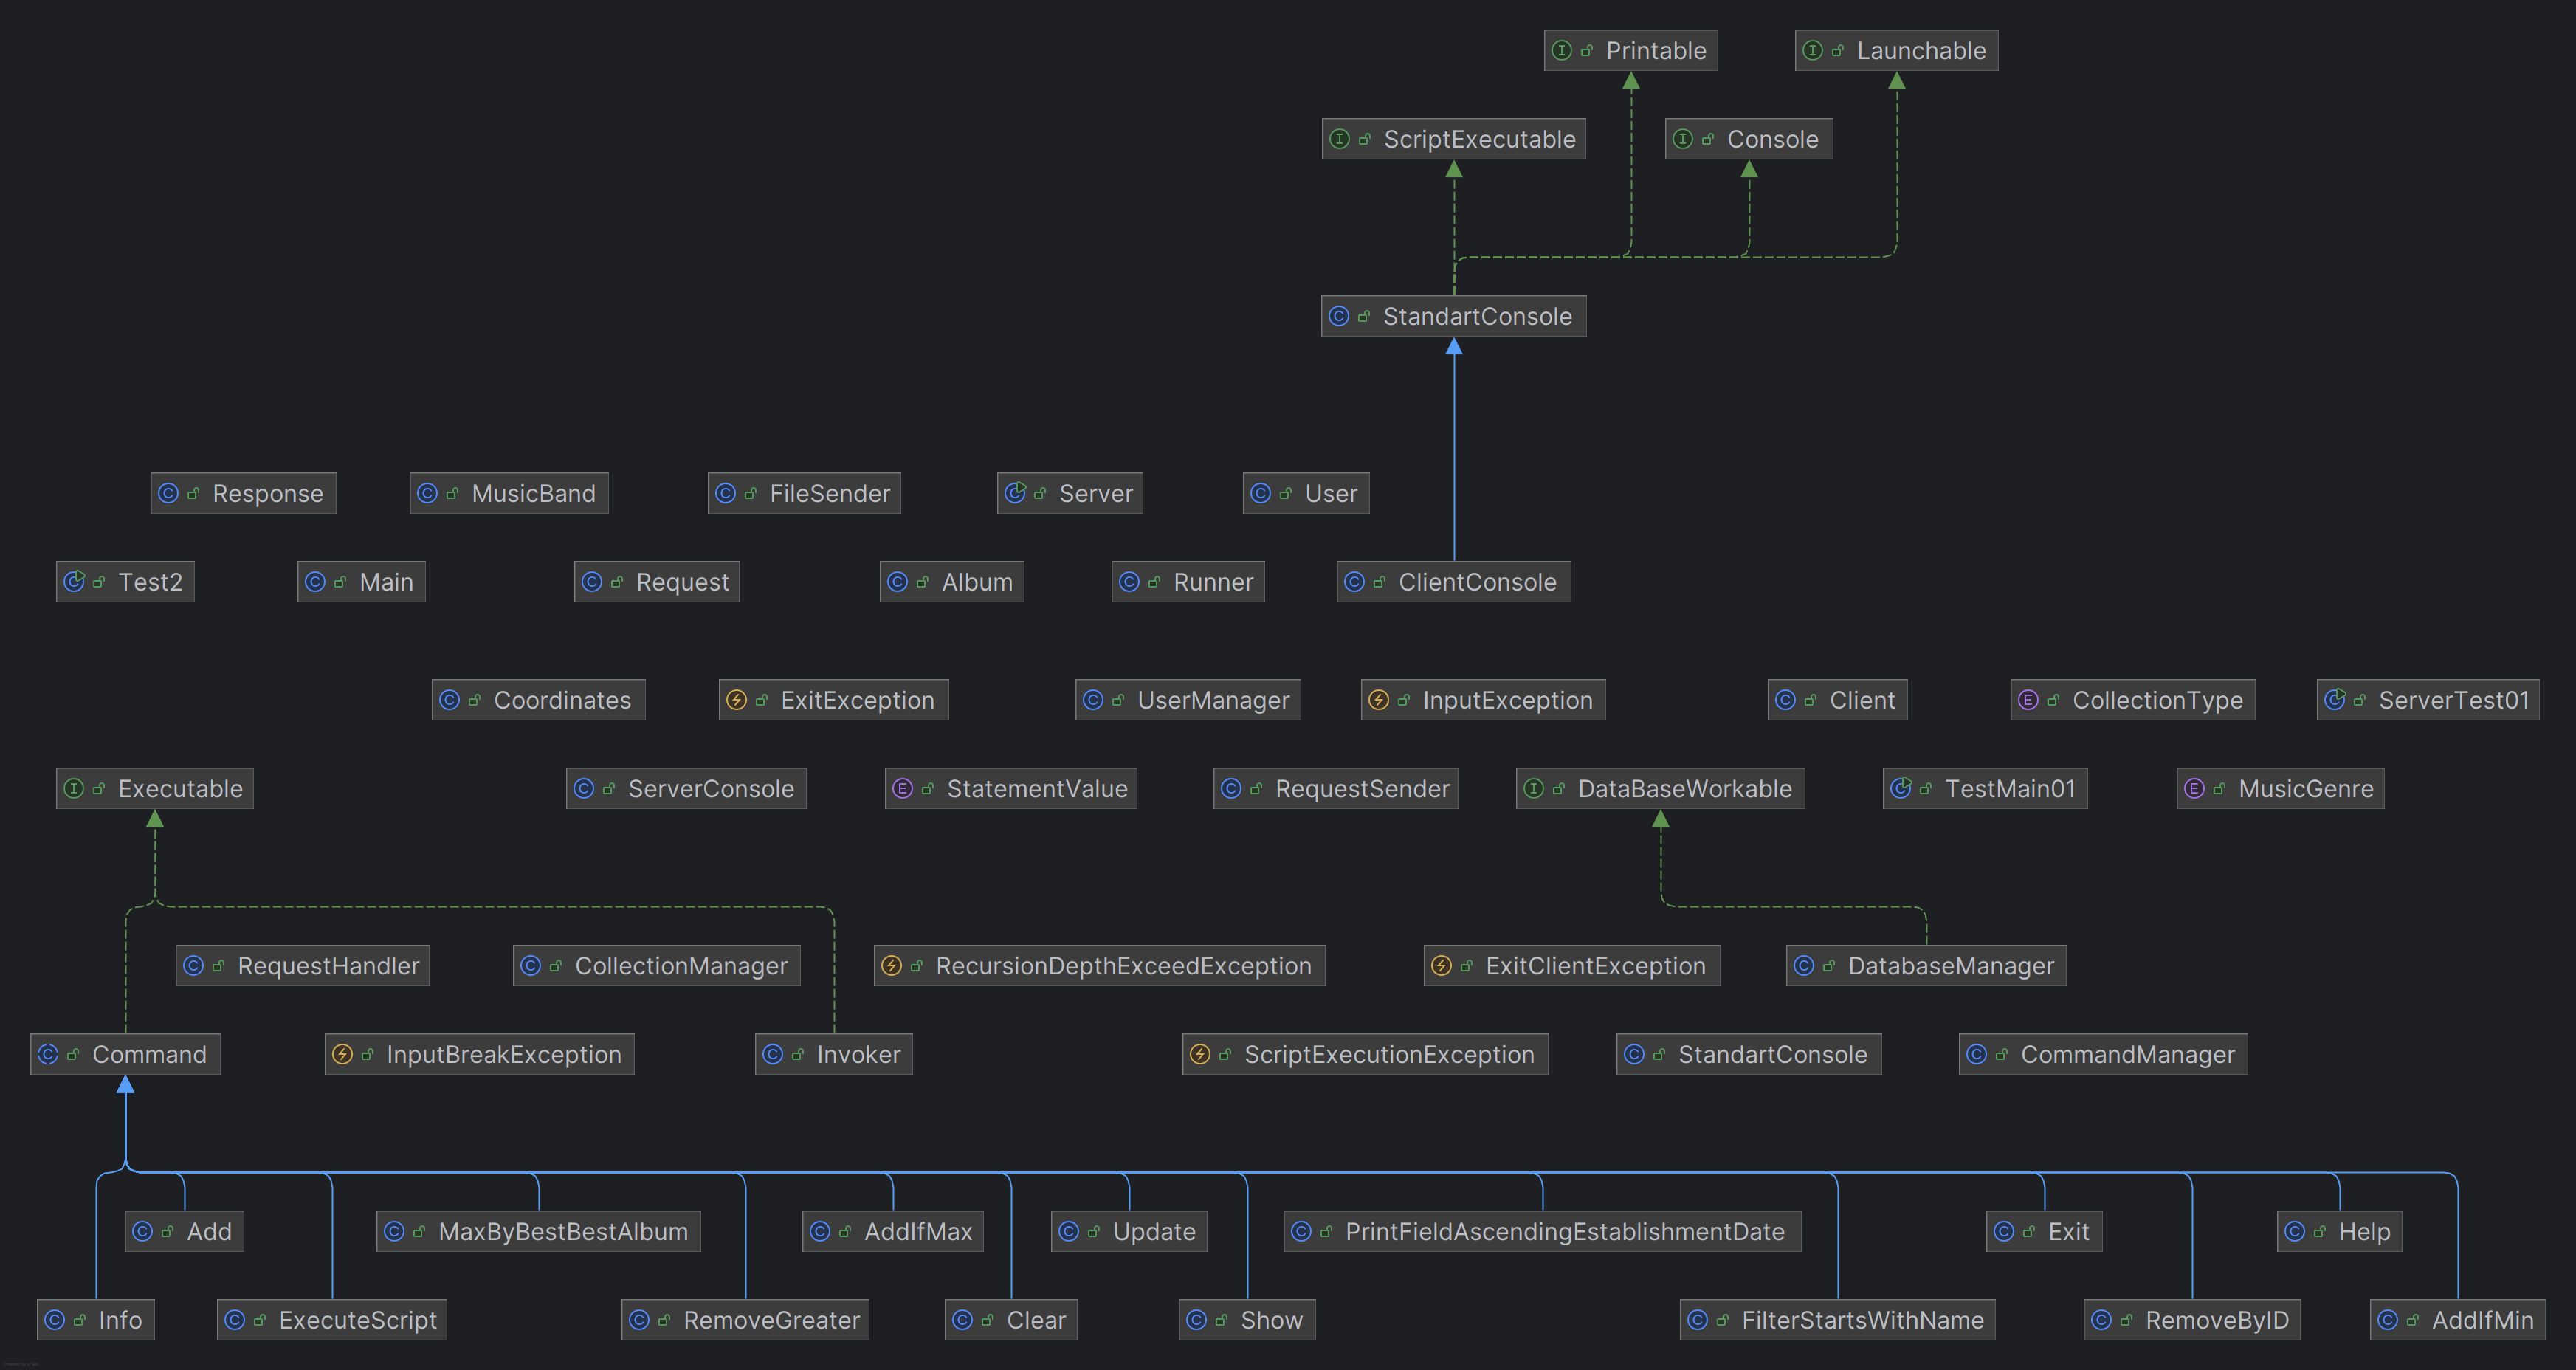 Printable
Launchable
ScriptExecutable
Console
StandartConsole
Response
MusicBand
FileSender
Server
User
Test2
Main
Request
Album
Runner
ClientConsole
Coordinates
ExitException
UserManager
InputException
Client
CollectionType
ServerTest01
Executable
ServerConsole
StatementValue
RequestSender
DataBaseWorkable
TestMain01
MusicGenre
RequestHandler
CollectionManager
RecursionDepthExceedException
ExitClientException
DatabaseManager
Command
InputBreakException
Invoker
ScriptExecutionException
StandartConsole
CommandManager
Add
MaxByBestBestAlbum
AddIfMax
Update
PrintFieldAscendingEstablishmentDate
Exit
Help
Info
ExecuteScript
RemoveGreater
Clear
Show
FilterStartsWithName
RemoveByID
AddIfMin